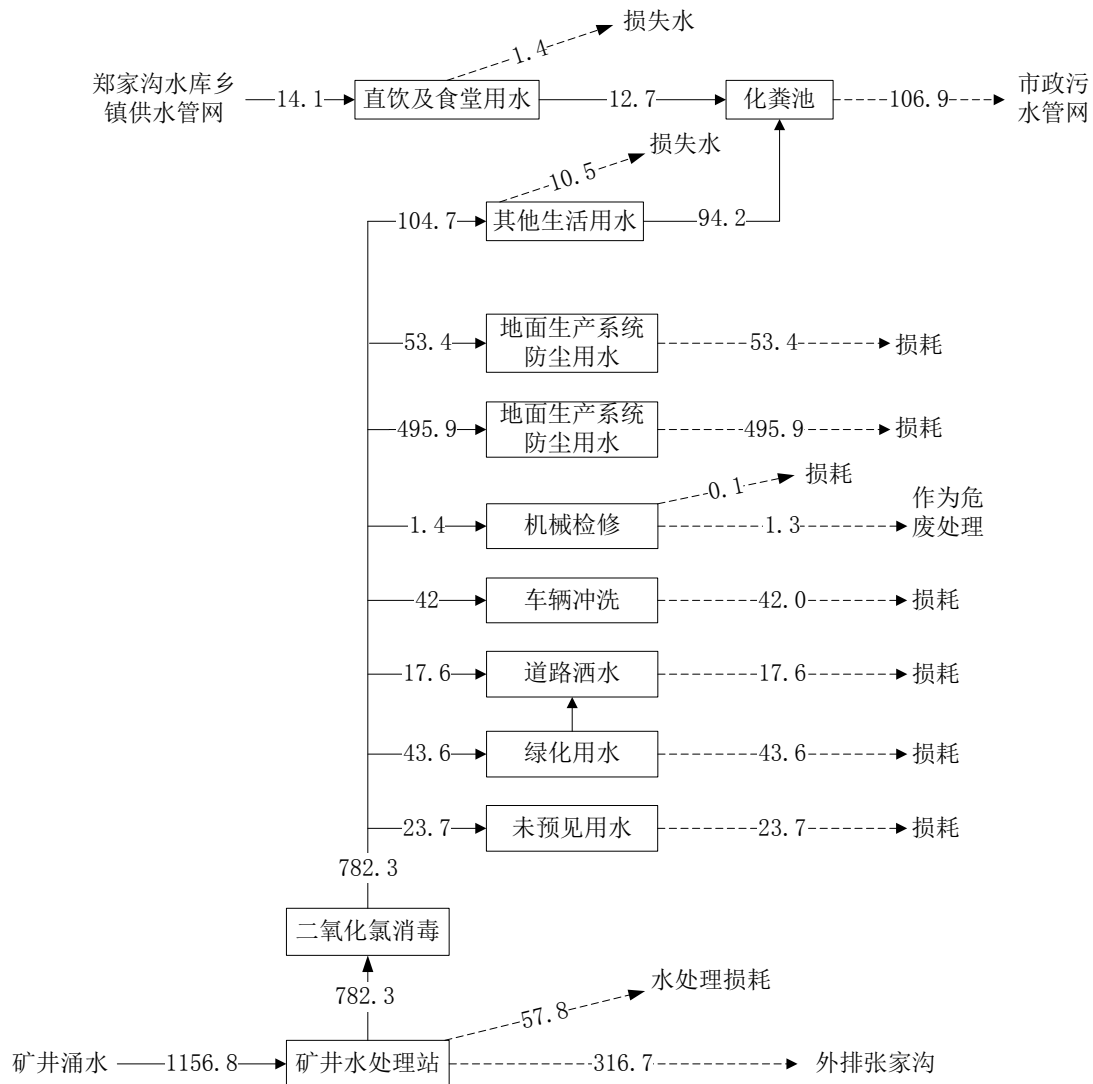 损失水
1.4
郑家沟水库乡
镇供水管网
14.1
直饮及食堂用水
12.7
化粪池
106.9
市政污
水管网
损失水
10.5
104.7
其他生活用水
94.2
53.4
地面生产系统
防尘用水
53.4
损耗
495.9
地面生产系统
防尘用水
495.9
损耗
损耗
0.1
1.4
机械检修
1.3
作为危
废处理
42
车辆冲洗
42.0
损耗
17.6
道路洒水
17.6
损耗
43.6
绿化用水
43.6
损耗
23.7
未预见用水
23.7
损耗
782.3
二氧化氯消毒
782.3
水处理损耗
57.8
矿井涌水
1156.8
矿井水处理站
316.7
外排张家沟